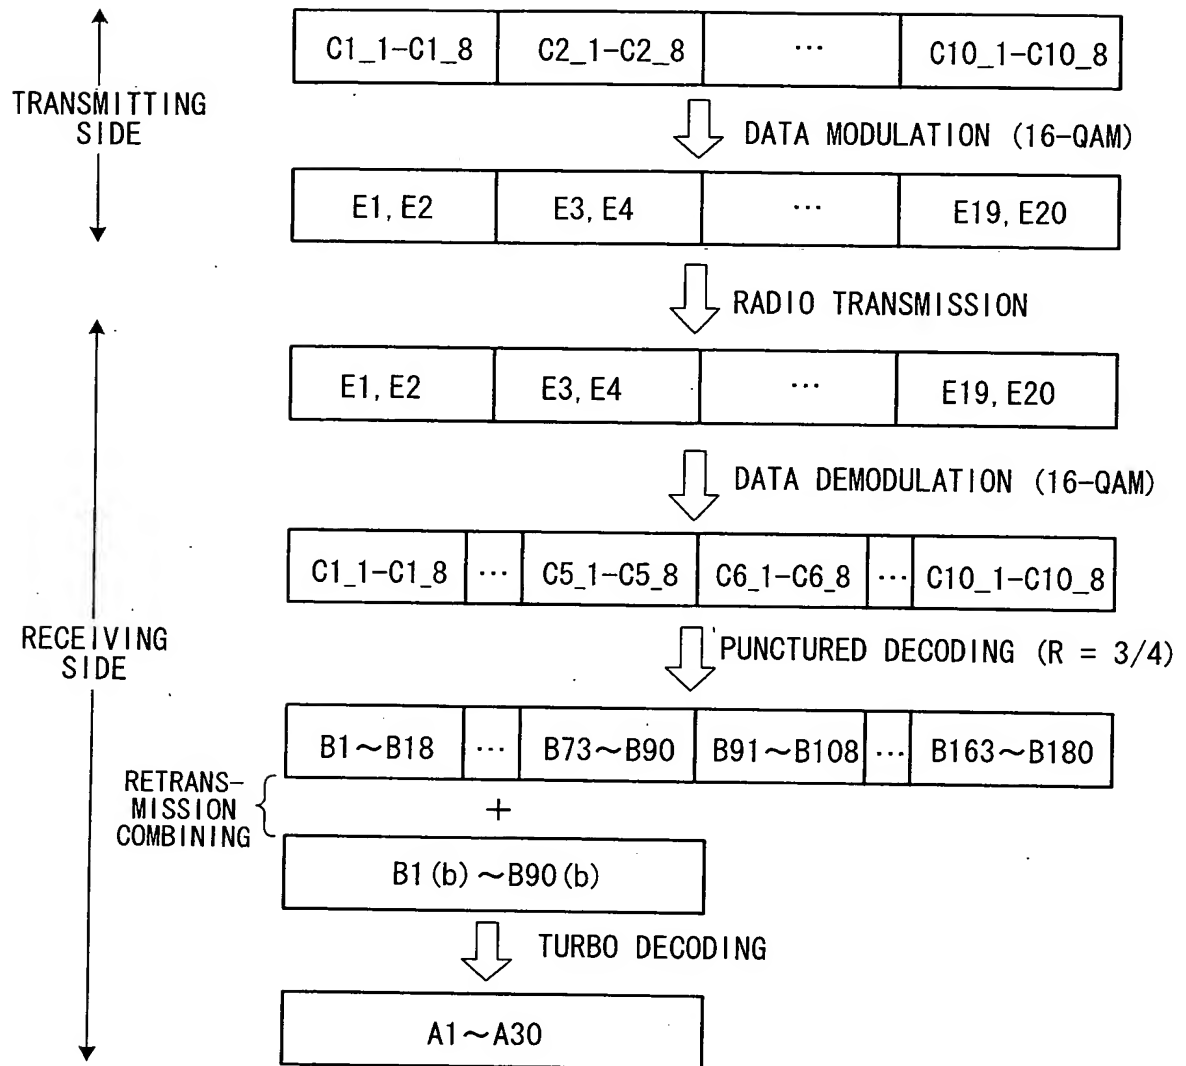 C1_1-C1_8 C2_1-C2_8 ... C10_1-C10_8
TRANSMITTING
SIDE
DATA MODULATION (16-QAM)
E1, E2 E3, E4 ... E19, E20
RADIO TRANSMISSION
E1, E2 E3, E4 ... E19, E20
DATA DEMODULATION (16-QAM)
C1_1-C1_8 ... C5_1-C5_8 C6_1-C6_8 ... C10_1-C10_8
RECEIVING
SIDE
PUNCTURED DECODING (R = 3/4)
B1~B18 ... B73~B90 B91~B108 ... B163~B180
RETRANS-
MISSION
COMBINING
+
B1(b)~B90(b)
TURBO DECODING
A1~A30